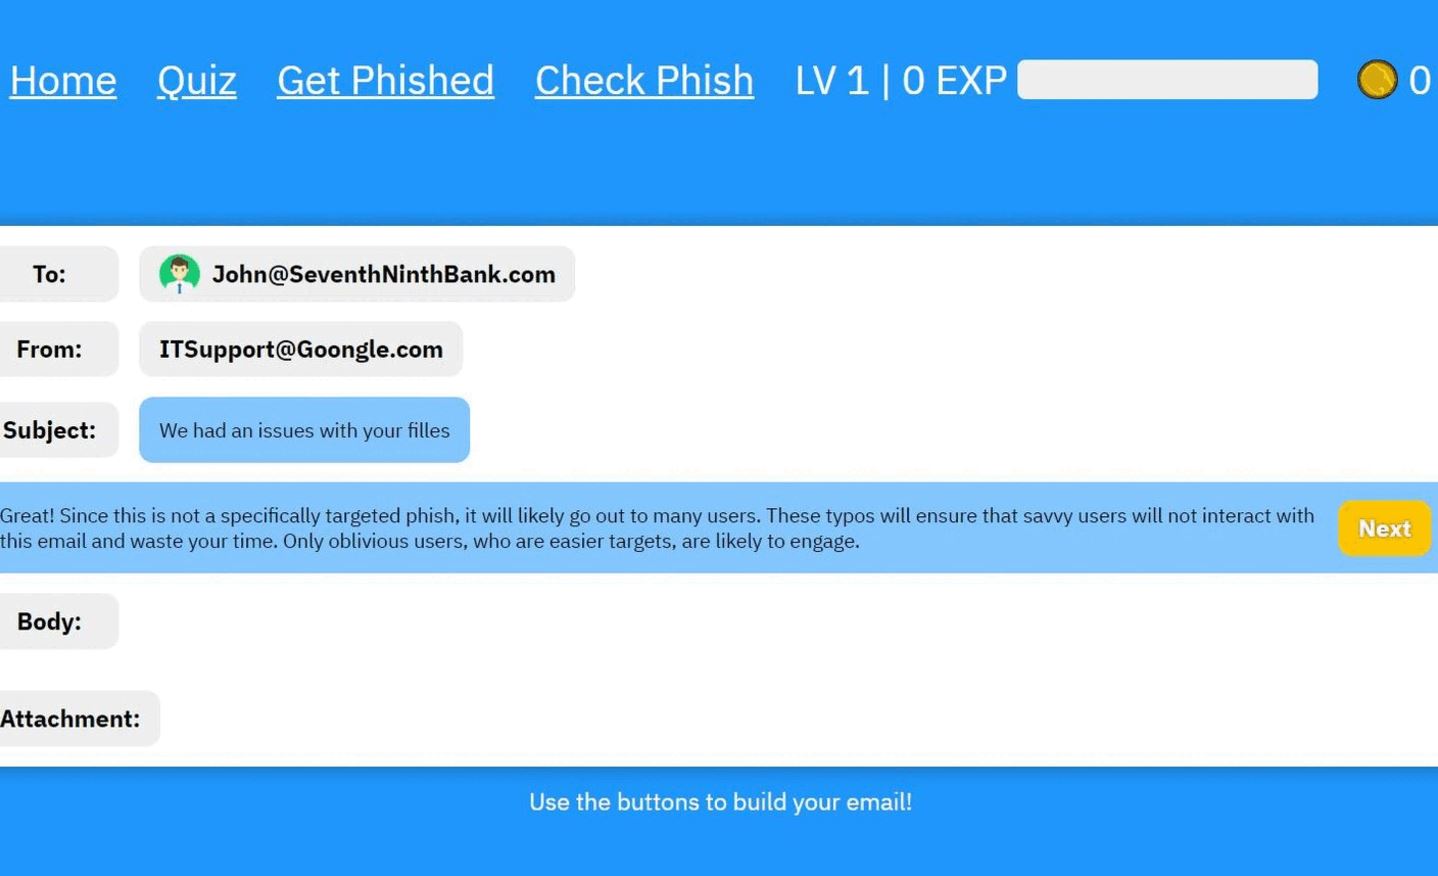 Home Quiz Get Phished Check Phish LV 1 | 0 EXP 0
To: John@SeventhNinthBank.com
From: ITSupport@Goongle.com
Subject: We had an issues with your filles
Great! Since this is not a specifically targeted phish, it will likely go out to many users. These typos will ensure that savvy users will not interact with
this email and waste your time. Only oblivious users, who are easier targets, are likely to engage.
Next
Body:
Attachment:
Use the buttons to build your email!